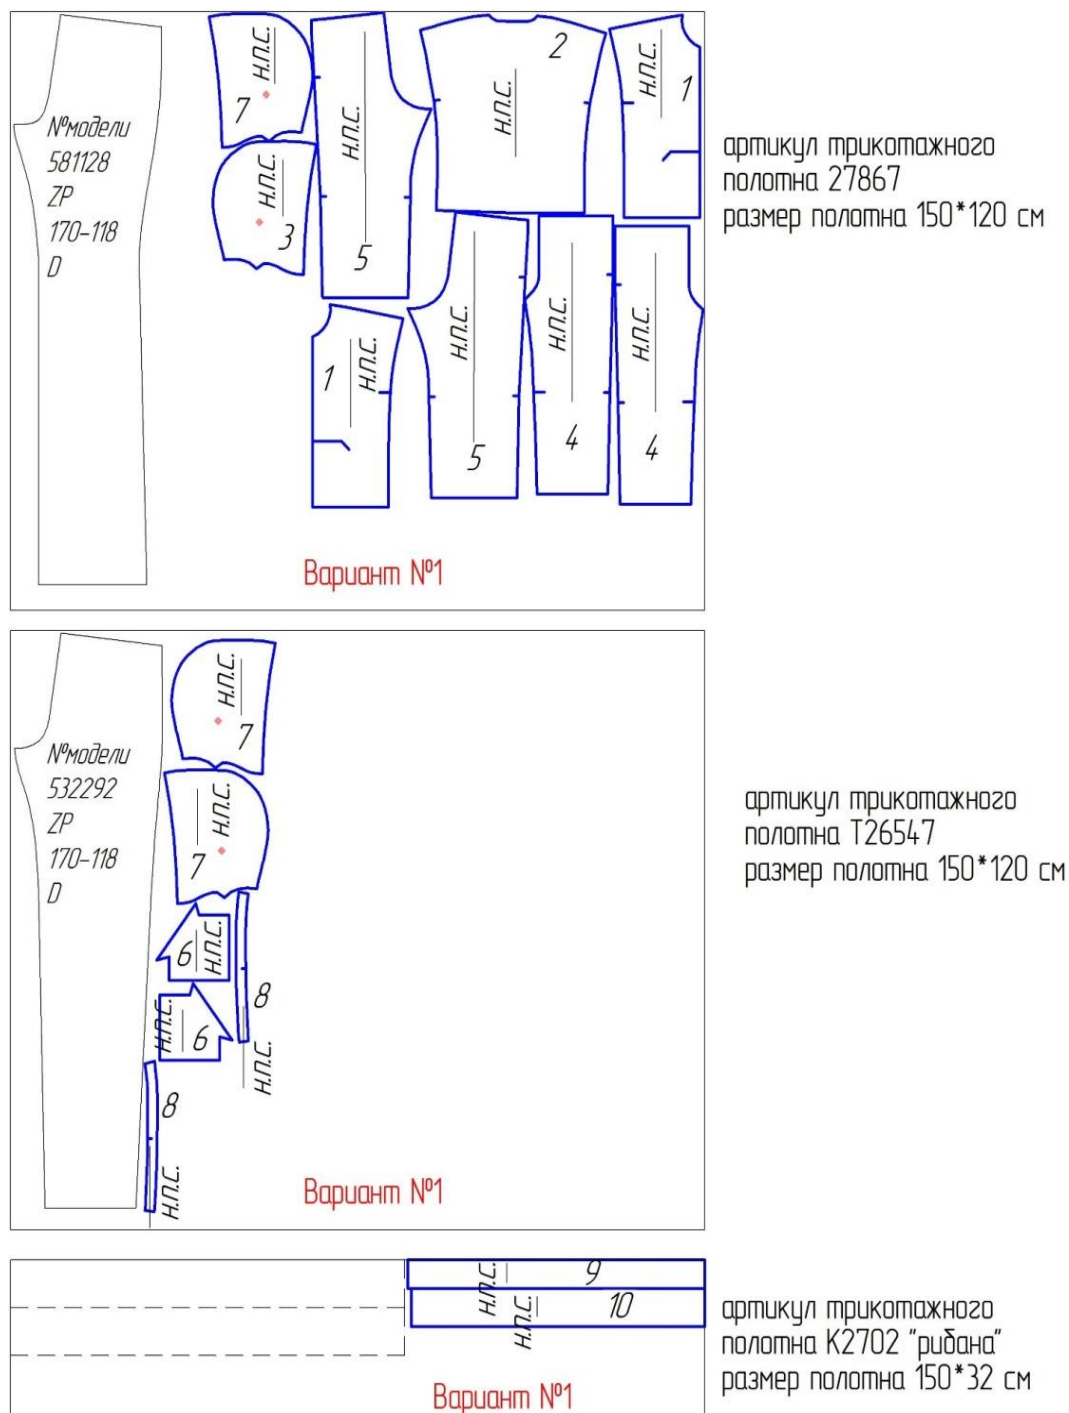 №модели
581128
ZP
170-118
D
7
Н.П.С.
3
Н.П.С.
Н.П.С.
5
2
Н.П.С.
Н.П.С.
1
1
Н.П.С.
Н.П.С.
5
Н.П.С.
4
Н.П.С.
4
Вариант №1
артикул трикотажного
полотна 27867
размер полотна 150*120 см
№модели
532292
ZP
170-118
D
Н.П.С.
7
Н.П.С.
7
6
Н.П.С.
Н.П.С.
6
8
Н.П.С.
8
Н.П.С.
Вариант №1
артикул трикотажного
полотна Т26547
размер полотна 150*120 см
Н.П.С.
9
Н.П.С.
10
Вариант №1
артикул трикотажного
полотна К2702 "рибана"
размер полотна 150*32 см